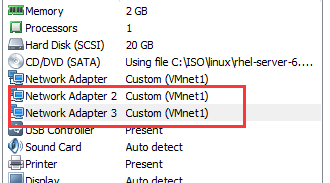 Memory 2 GB
Processors 1
Hard Disk (SCSI) 20 GB
CD/DVD (SATA) Using file C:\ISO\linux\rhel-server-6....
Network Adapter Custom (VMnet1)
Network Adapter 2 Custom (VMnet1)
Network Adapter 3 Custom (VMnet1)
USB Controller Present
Sound Card Auto detect
Printer Present
Display Auto detect